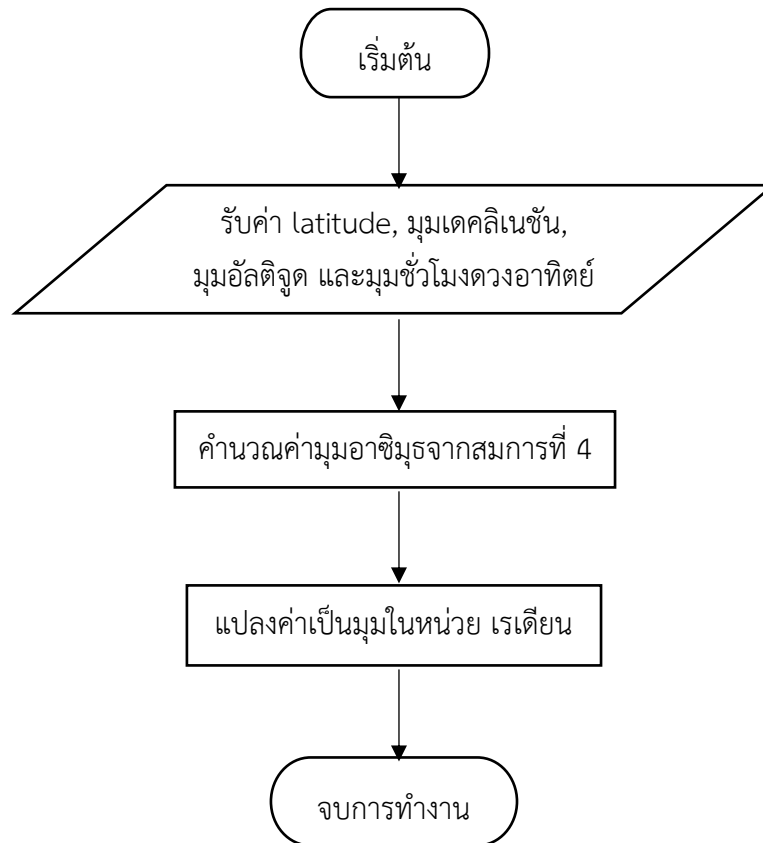 เริ่มต้น
รับค่า latitude, มุมเดคลิเนชัน,
มุมอัลติจูด และมุมชั่วโมงดวงอาทิตย์
คำนวณค่ามุมอาซิมุธจากสมการที่ 4
แปลงค่าเป็นมุมในหน่วย เรเดียน
จบการทำงาน